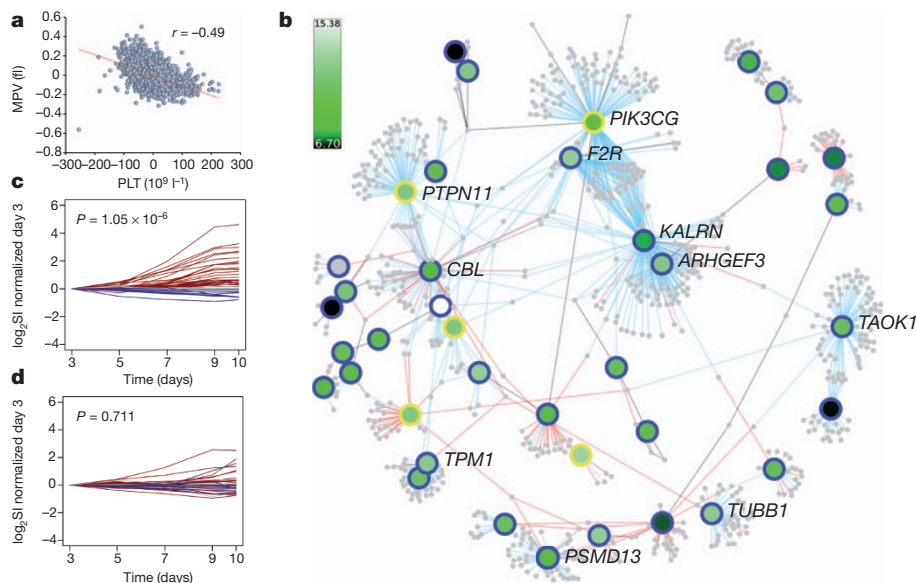 a
r = –0.49
MPV (fl)
0.6
0.4
0.2
0
–0.2
–0.4
–0.6
–0.8
–300
–200
–100
0
100
200
300
PLT (10⁹ l⁻¹)
b
15.38
6.70
PIK3CG
F2R
PTPN11
KALRN
ARHGEF3
CBL
TAOK1
TPM1
TUBB1
PSMD13
c
P = 1.05 × 10⁻⁶
log₂SI normalized day 3
6
4
2
0
–2
–4
3
5
7
9
10
Time (days)
d
P = 0.711
log₂SI normalized day 3
6
4
2
0
–2
–4
3
5
7
9
10
Time (days)